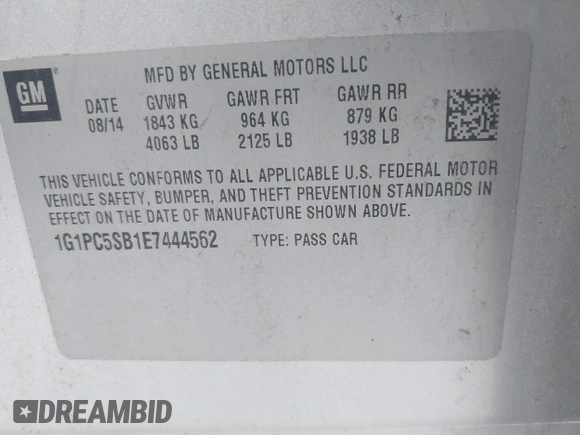 GM
MFD BY GENERAL MOTORS LLC
DATE GVWR GAWR FRT GAWR RR
08/14 1843 KG 964 KG 879 KG
4063 LB 2125 LB 1938 LB
THIS VEHICLE CONFORMS TO ALL APPLICABLE U.S. FEDERAL MOTOR
VEHICLE SAFETY, BUMPER, AND THEFT PREVENTION STANDARDS IN
EFFECT ON THE DATE OF MANUFACTURE SHOWN ABOVE.
1G1PC5SB1E7444562 TYPE: PASS CAR
DREAMBID